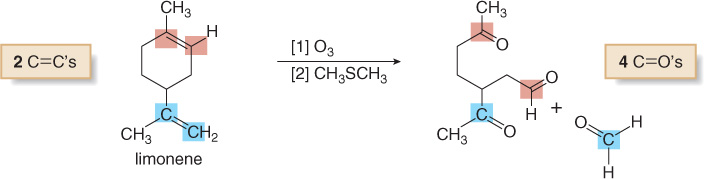 CH₃
H
2 C=C's
C
CH₃
CH₂
limonene
[1] O₃
[2] CH₃SCH₃
CH₃
O
O
H
C
CH₃
O
+
O
C
H
H
4 C=O's